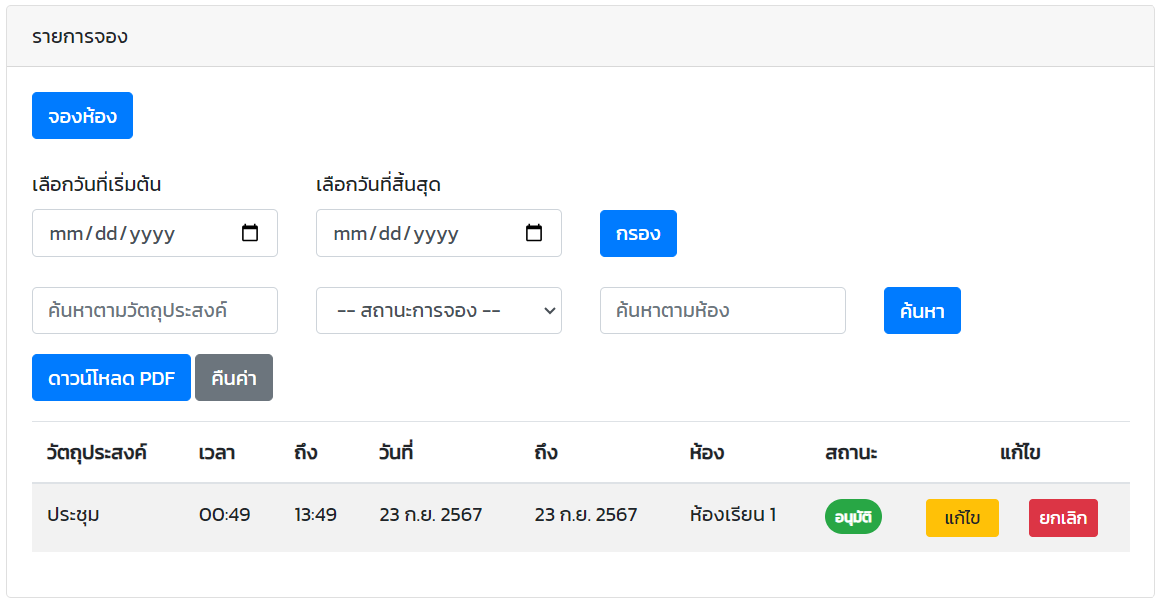 รายการจอง
จองห้อง
เลือกวันที่เริ่มต้น เลือกวันที่สิ้นสุด
mm/dd/yyyy mm/dd/yyyy กรอง
ค้นหาตามวัตถุประสงค์ -- สถานะการจอง -- ค้นหาตามห้อง ค้นหา
ดาวน์โหลด PDF คืนค่า
วัตถุประสงค์ เวลา ถึง วันที่ ถึง ห้อง สถานะ แก้ไข
ประชุม 00:49 13:49 23 ก.ย. 2567 23 ก.ย. 2567 ห้องเรียน 1 อนุมัติ แก้ไข ยกเลิก